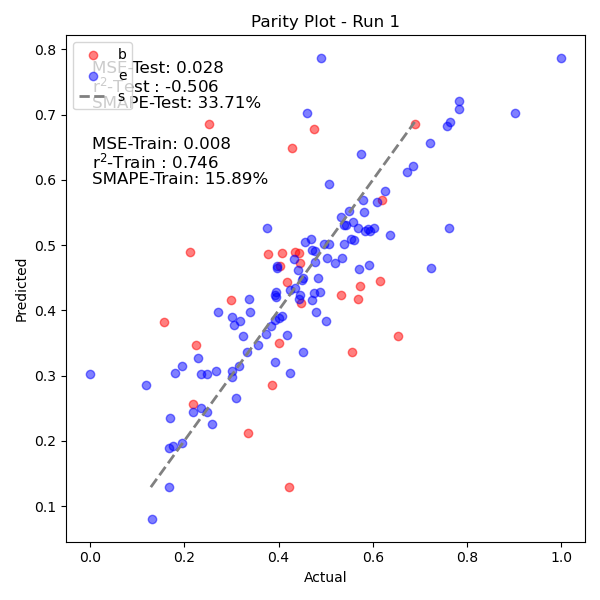 Parity Plot - Run 1
b
e
s
MSE-Test: 0.028
r²-Test : -0.506
SMAPE-Test: 33.71%
MSE-Train: 0.008
r²-Train : 0.746
SMAPE-Train: 15.89%
Predicted
0.8
0.7
0.6
0.5
0.4
0.3
0.2
0.1
0.0 0.2 0.4 0.6 0.8 1.0
Actual